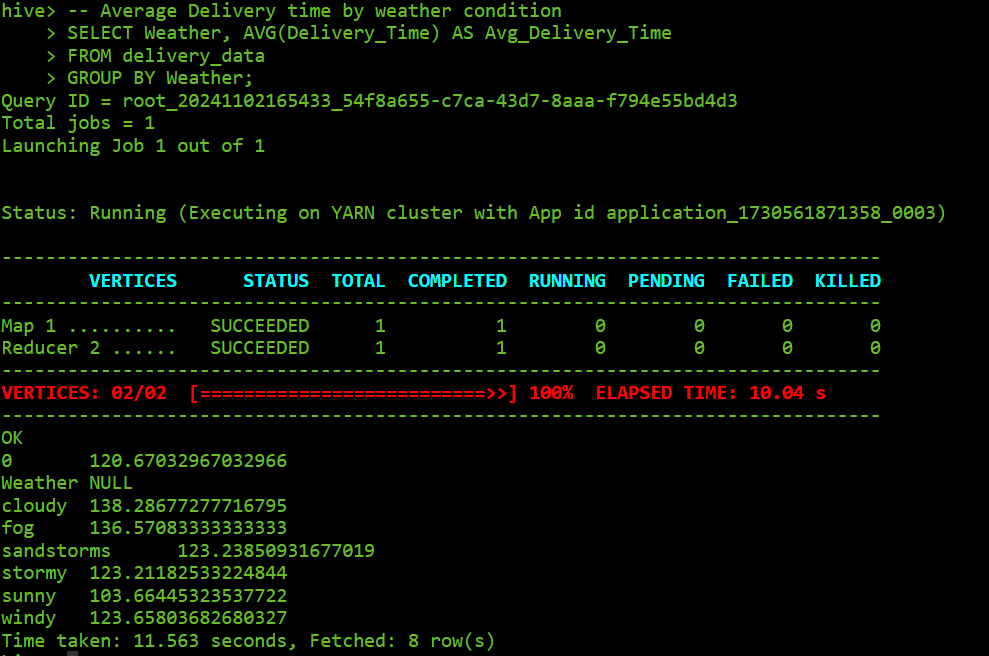 hive> -- Average Delivery time by weather condition
    > SELECT Weather, AVG(Delivery_Time) AS Avg_Delivery_Time
    > FROM delivery_data
    > GROUP BY Weather;
Query ID = root_20241102165433_54f8a655-c7ca-43d7-8aaa-f794e55bd4d3
Total jobs = 1
Launching Job 1 out of 1
Status: Running (Executing on YARN cluster with App id application_1730561871358_0003)
--------------------------------------------------------------------------------
        VERTICES      STATUS  TOTAL  COMPLETED  RUNNING  PENDING  FAILED  KILLED
--------------------------------------------------------------------------------
Map 1 ..........   SUCCEEDED      1          1        0        0       0       0
Reducer 2 ......   SUCCEEDED      1          1        0        0       0       0
--------------------------------------------------------------------------------
VERTICES: 02/02  [==========================>>] 100%  ELAPSED TIME: 10.04 s
--------------------------------------------------------------------------------
OK
0       120.67032967032966
Weather NULL
cloudy  138.28677277716795
fog     136.57083333333333
sandstorms      123.23850931677019
stormy  123.21182533224844
sunny   103.66445323537722
windy   123.65803682680327
Time taken: 11.563 seconds, Fetched: 8 row(s)